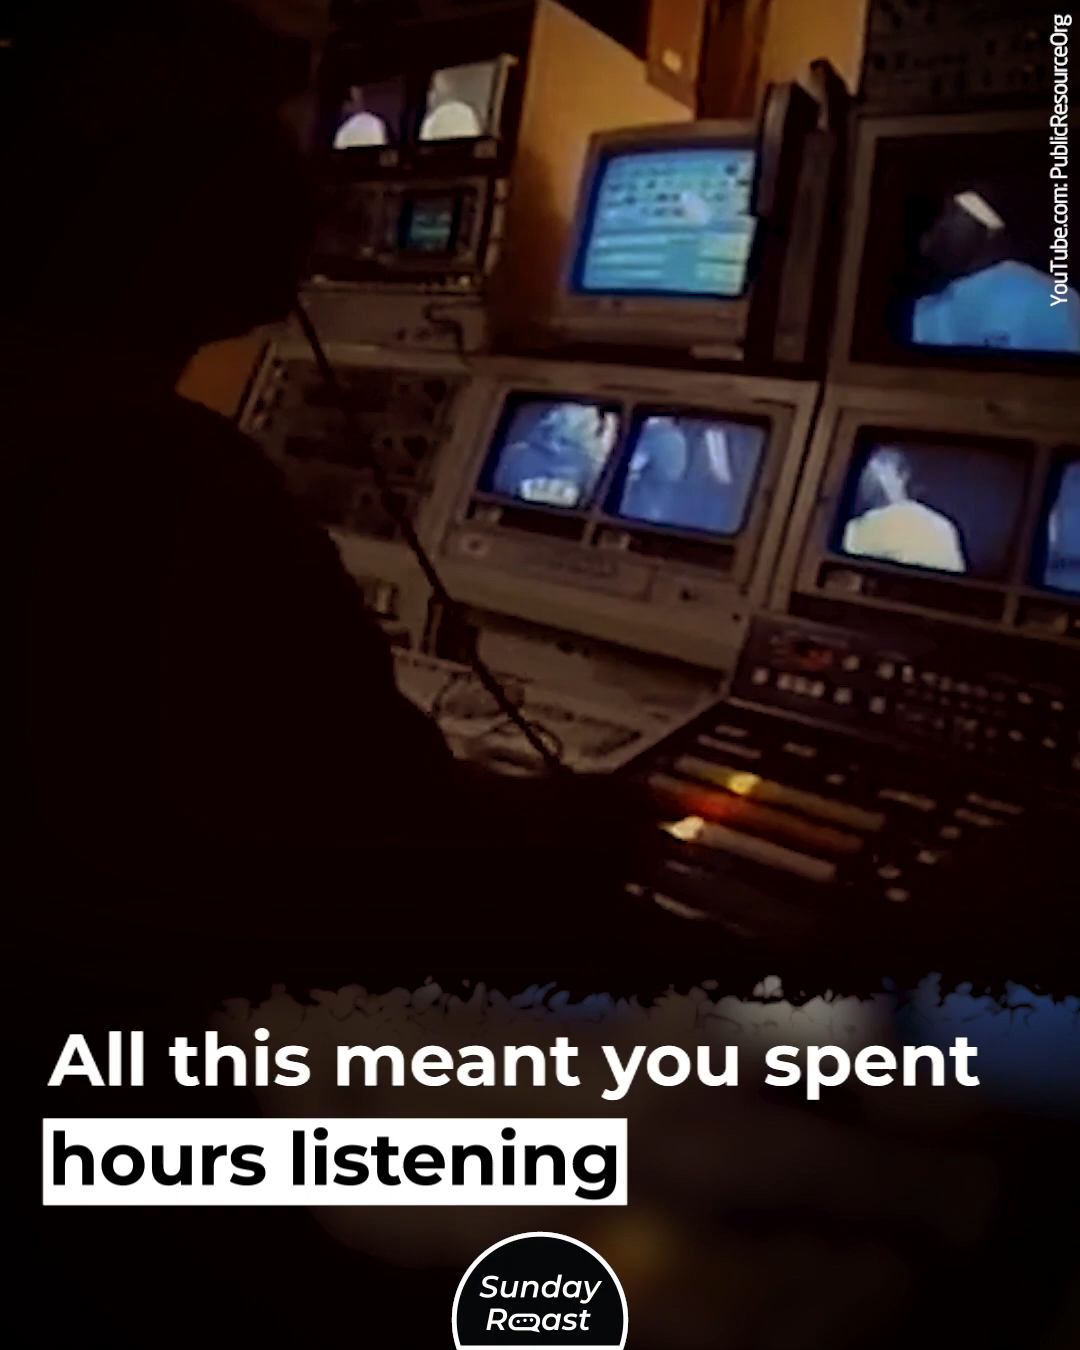 YouTube.com: PublicResourceOrg
All this meant you spent
hours listening
Sunday
Roast